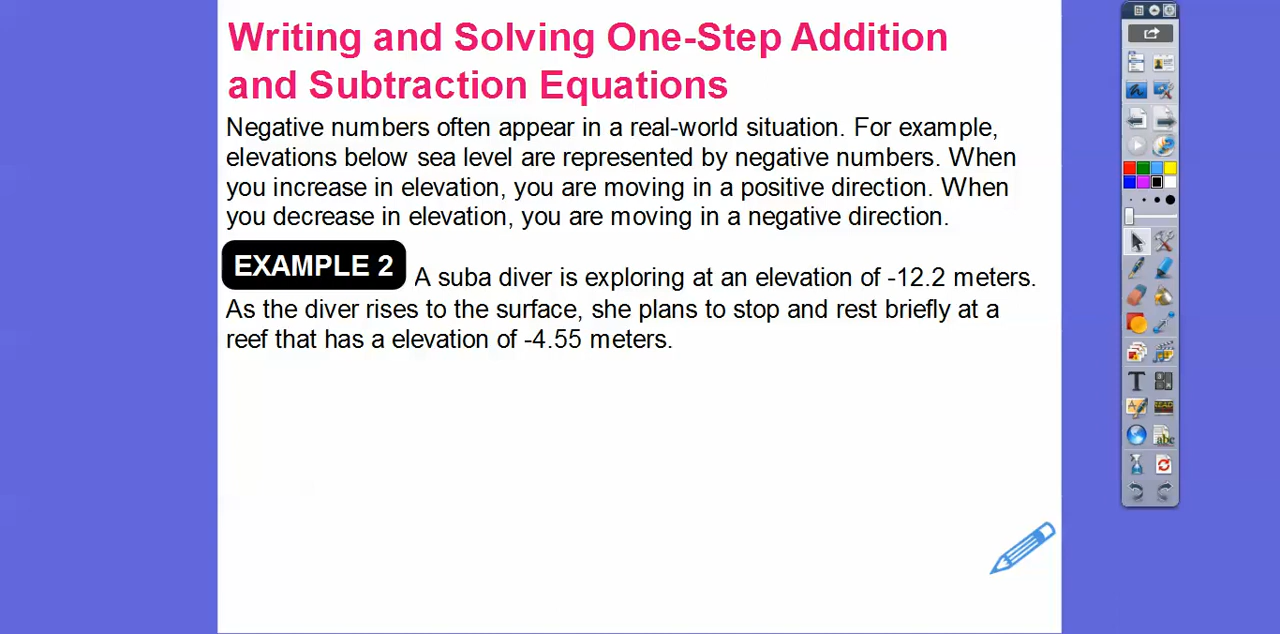 Writing and Solving One-Step Addition
and Subtraction Equations
Negative numbers often appear in a real-world situation. For example,
elevations below sea level are represented by negative numbers. When
you increase in elevation, you are moving in a positive direction. When
you decrease in elevation, you are moving in a negative direction.
EXAMPLE 2 A suba diver is exploring at an elevation of -12.2 meters.
As the diver rises to the surface, she plans to stop and rest briefly at a
reef that has a elevation of -4.55 meters.